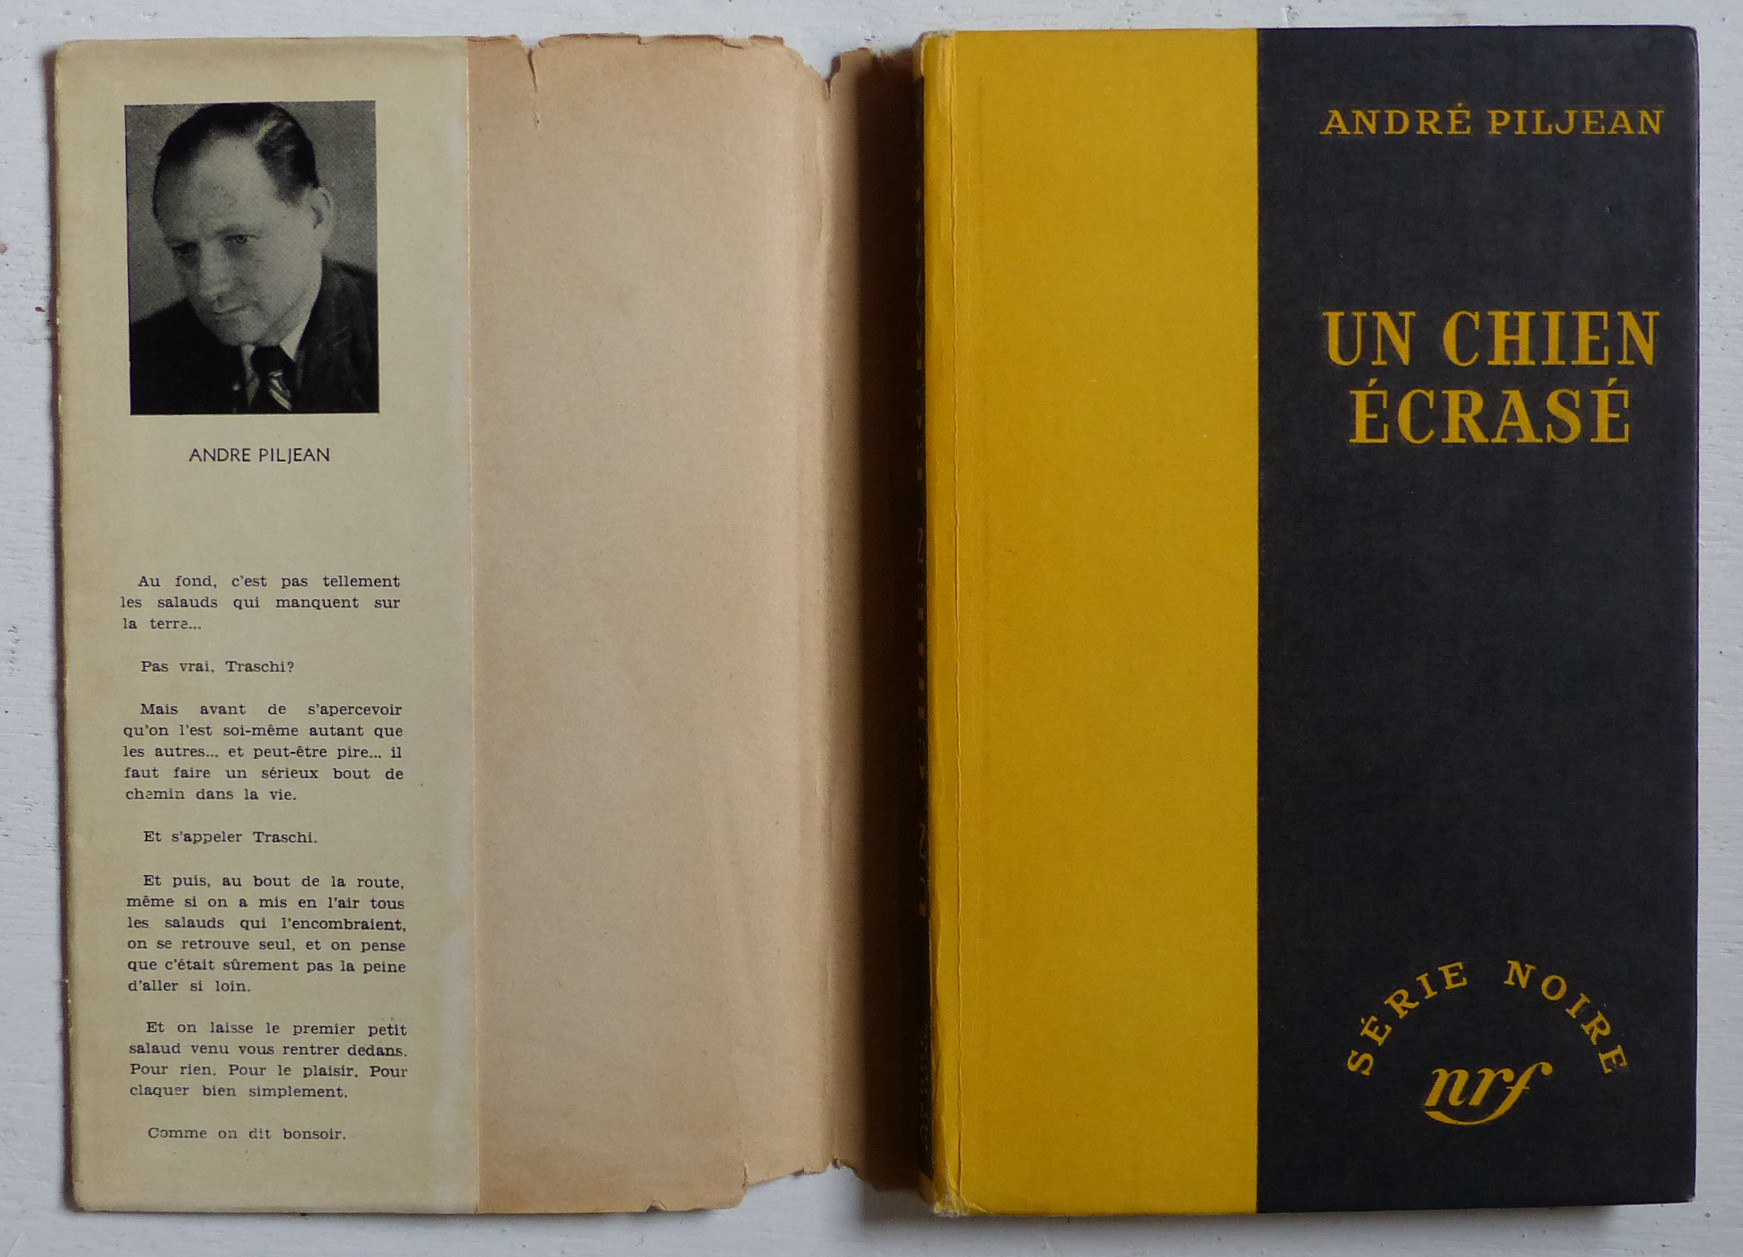 ANDRE PILJEAN
Au fond, c'est pas tellement
les salauds qui manquent sur
la terre...
Pas vrai, Traschi?
Mais avant de s'apercevoir
qu'on l'est soi-même autant que
les autres... et peut-être pire... il
faut faire un sérieux bout de
chemin dans la vie.
Et s'appeler Traschi.
Et puis, au bout de la route,
même si on a mis en l'air tous
les salauds qui l'encombraient,
on se retrouve seul, et on pense
que c'était sûrement pas la peine
d'aller si loin.
Et on laisse le premier petit
salaud venu vous rentrer dedans.
Pour rien. Pour le plaisir. Pour
claquer bien simplement.
Comme on dit bonsoir.
ANDRÉ PILJEAN
UN CHIEN
ÉCRASÉ
SÉRIE NOIRE
nrf